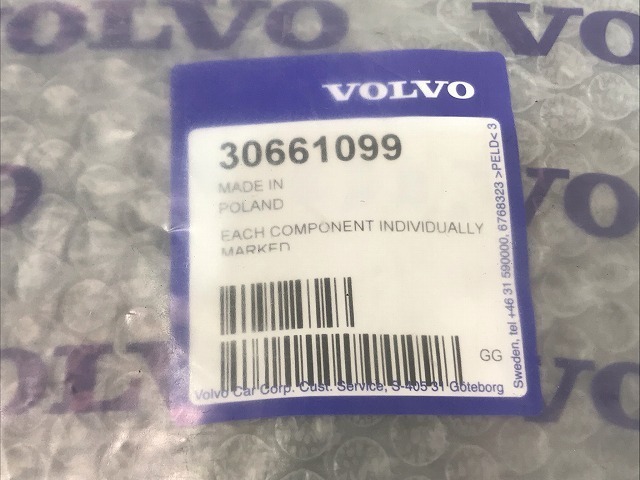 VOLVO
VOLVO
VOLVO
30661099
MADE IN
POLAND
EACH COMPONENT INDIVIDUALLY
MARKED
GG
Volvo Car Corp. Cust. Service, S-405 31 Göteborg
Sweden, tel +46 31 590000, 6768323 >PELD< 3